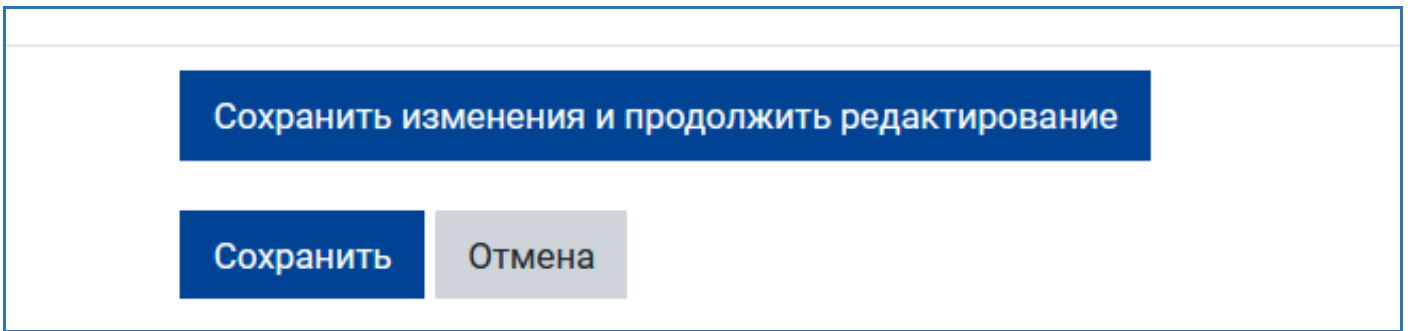 Сохранить изменения и продолжить редактирование
Сохранить Отмена